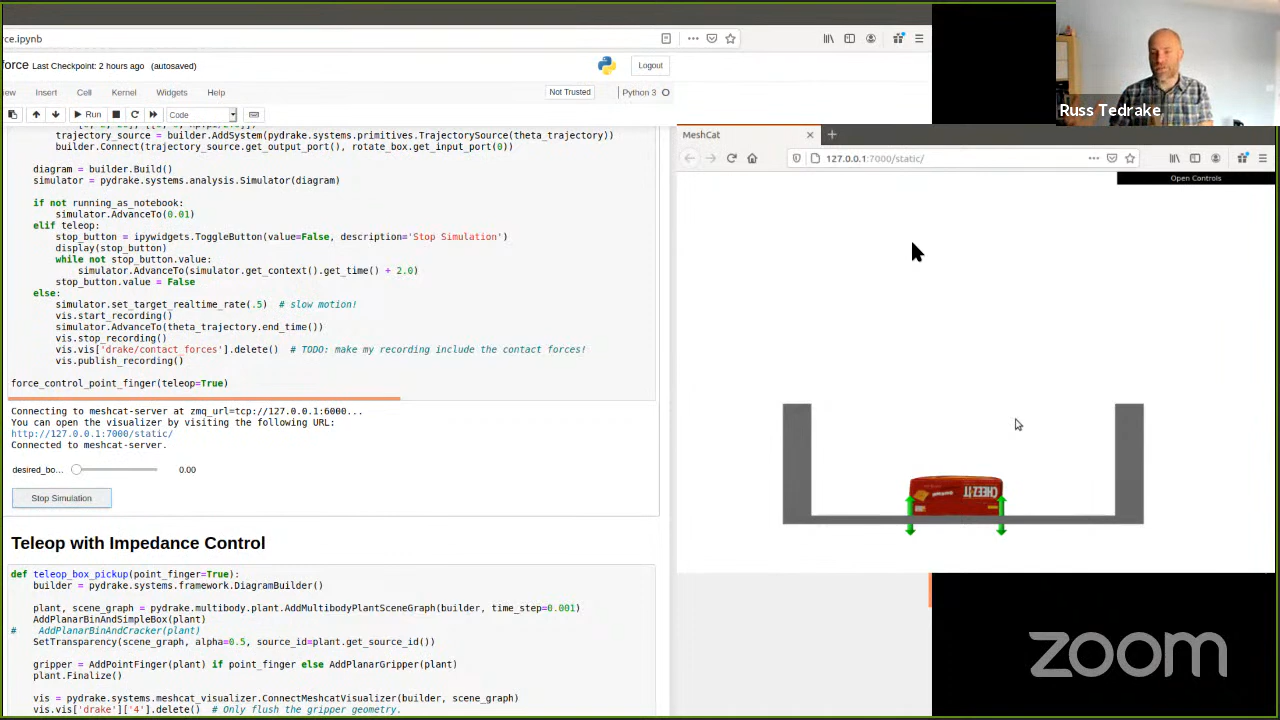 ce.ipynb
force Last Checkpoint: 2 hours ago (autosaved)
Logout
ew Insert Cell Kernel Widgets Help
Not Trusted
Python 3
Run
Code
trajectory_source = builder.AddSystem(pydrake.systems.primitives.TrajectorySource(theta_trajectory))
builder.Connect(trajectory_source.get_output_port(), rotate_box.get_input_port(0))
diagram = builder.Build()
simulator = pydrake.systems.analysis.Simulator(diagram)
if not running_as_notebook:
simulator.AdvanceTo(0.01)
elif teleop:
stop_button = ipywidgets.ToggleButton(value=False, description='Stop Simulation')
display(stop_button)
while not stop_button.value:
simulator.AdvanceTo(simulator.get_context().get_time() + 2.0)
stop_button.value = False
else:
simulator.set_target_realtime_rate(.5) # slow motion!
vis.start_recording()
simulator.AdvanceTo(theta_trajectory.end_time())
vis.stop_recording()
vis.vis['drake/contact_forces'].delete() # TODO: make my recording include the contact forces!
vis.publish_recording()
force_control_point_finger(teleop=True)
Connecting to meshcat-server at zmq_url=tcp://127.0.0.1:6000...
You can open the visualizer by visiting the following URL:
http://127.0.0.1:7000/static/
Connected to meshcat-server.
desired_bo... 0.00
Stop Simulation
Teleop with Impedance Control
def teleop_box_pickup(point_finger=True):
builder = pydrake.systems.framework.DiagramBuilder()
plant, scene_graph = pydrake.multibody.plant.AddMultibodyPlantSceneGraph(builder, time_step=0.001)
AddPlanarBinAndSimpleBox(plant)
# AddPlanarBinAndCracker(plant)
SetTransparency(scene_graph, alpha=0.5, source_id=plant.get_source_id())
gripper = AddPointFinger(plant) if point_finger else AddPlanarGripper(plant)
plant.Finalize()
vis = pydrake.systems.meshcat_visualizer.ConnectMeshcatVisualizer(builder, scene_graph)
vis.vis['drake']['4'].delete() # Only flush the gripper geometry.
Russ Tedrake
MeshCat
127.0.0.1:7000/static/
Open Controls
CHEEZ IT
zoom